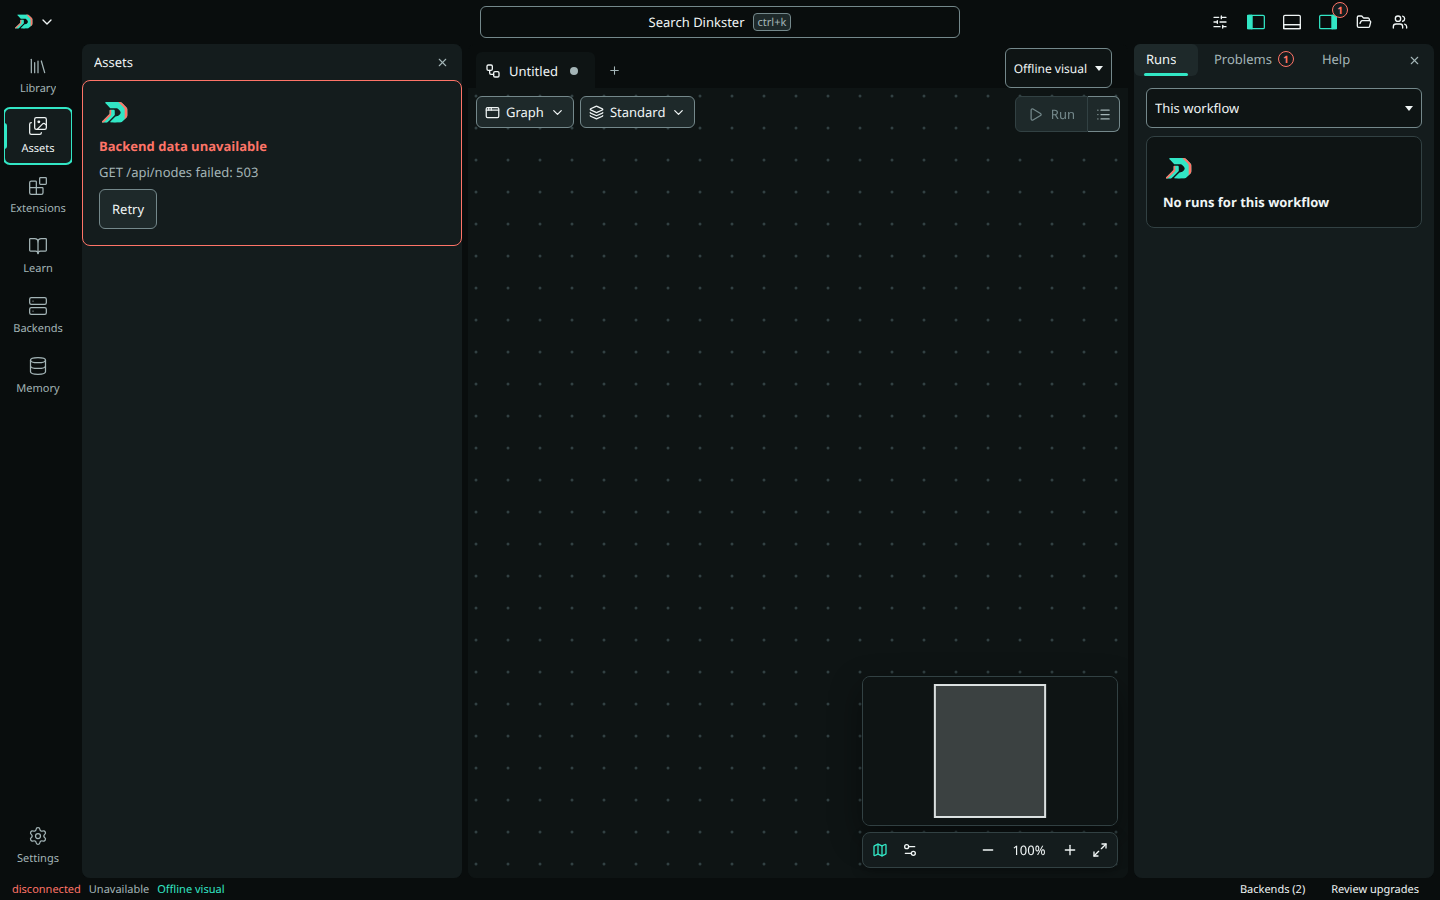 Search Dinkster ctrl+k
1
Library
Assets
Extensions
Learn
Backends
Memory
Settings
Assets
Backend data unavailable
GET /api/nodes failed: 503
Retry
Untitled
Offline visual
Graph
Standard
Run
100%
Runs
Problems 1
Help
This workflow
No runs for this workflow
disconnected Unavailable Offline visual
Backends (2) Review upgrades